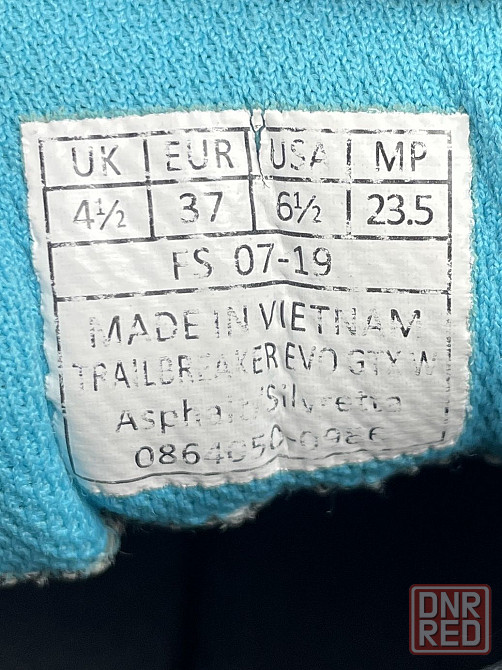 UK EUR USA MP
4½ 37 6½ 23.5
FS 07-19
MADE IN VIETNAM
TRAILBREAKER EVO GTX W
Asphalt/Silvretta
0864050-0986
DNR
RED